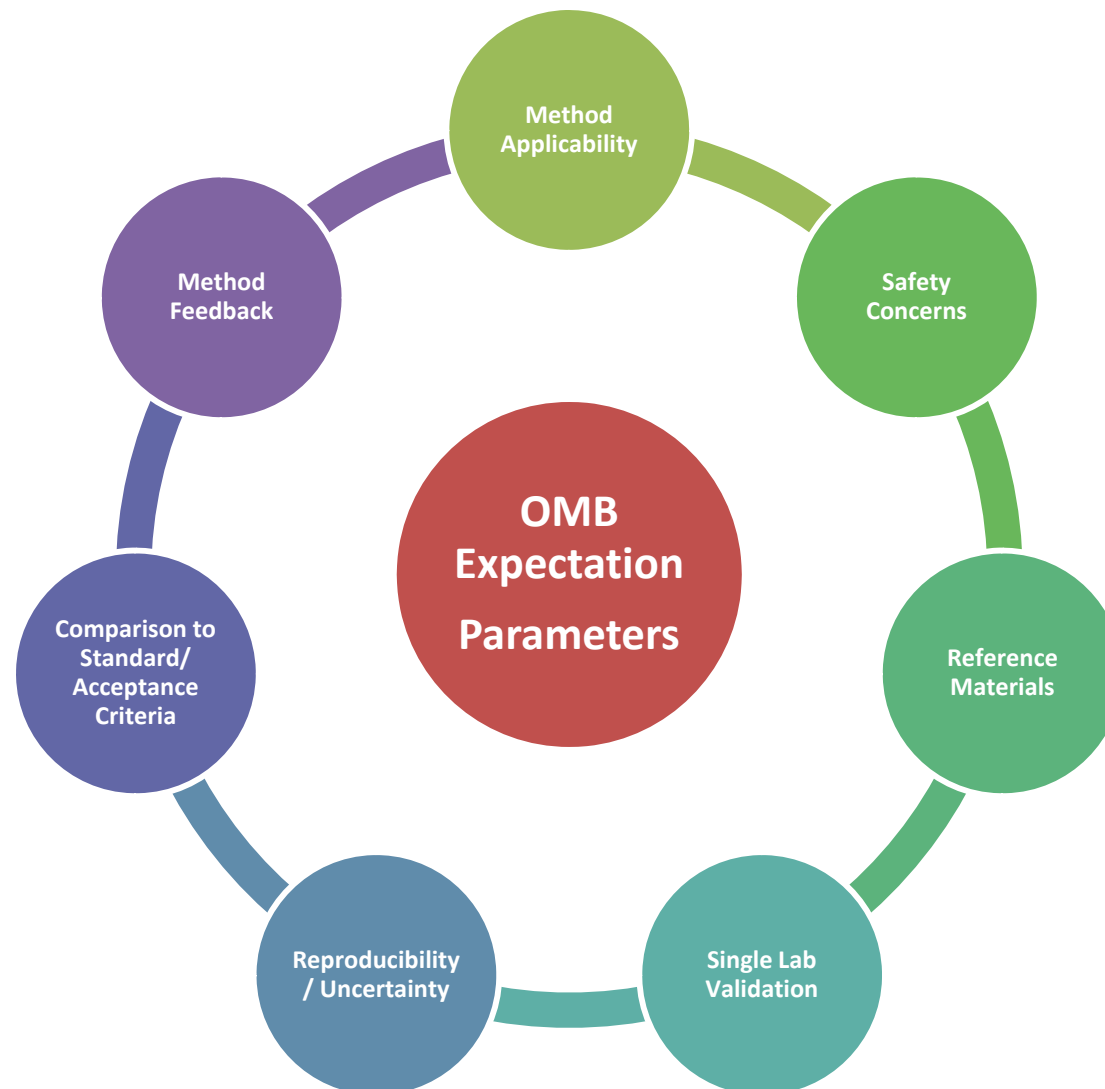 Method
Applicability
Safety
Concerns
Reference
Materials
Single Lab
Validation
Reproducibility
/ Uncertainty
Comparison to
Standard/
Acceptance
Criteria
Method
Feedback
OMB
Expectation
Parameters